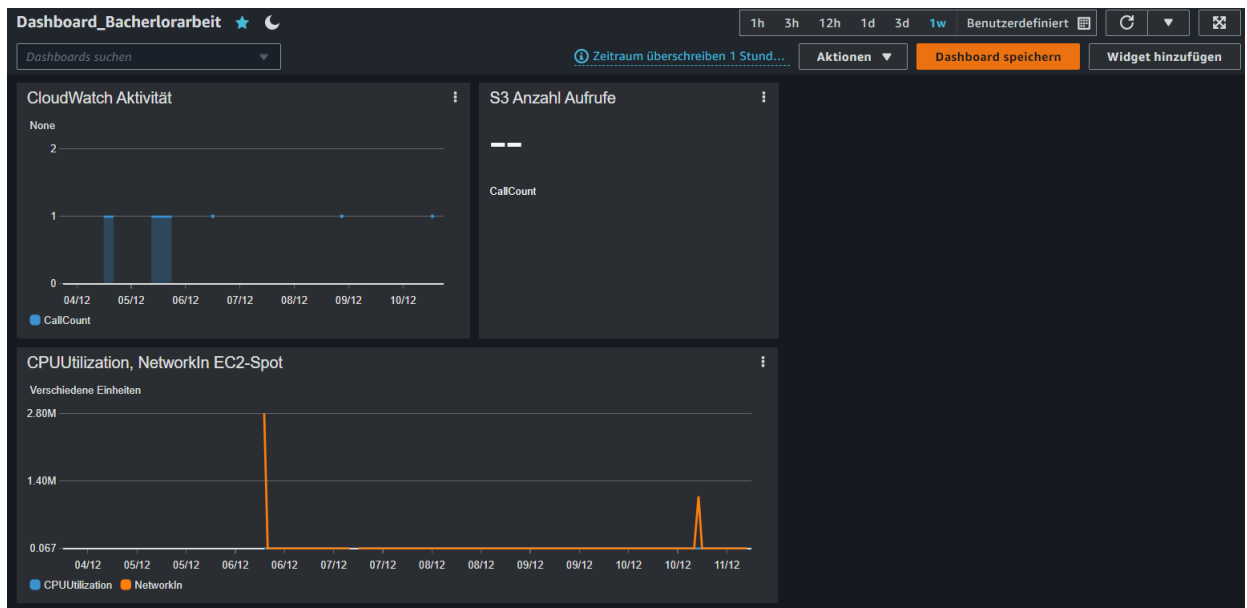 Dashboard_Bacherlorarbeit
1h 3h 12h 1d 3d 1w Benutzerdefiniert
Dashboards suchen
Zeitraum überschreiben 1 Stund...
Aktionen
Dashboard speichern
Widget hinzufügen
CloudWatch Aktivität
None
2
1
0
04/12 05/12 06/12 07/12 08/12 09/12 10/12
CallCount
S3 Anzahl Aufrufe
--
CallCount
CPUUtilization, NetworkIn EC2-Spot
Verschiedene Einheiten
2.80M
1.40M
0.067
04/12 05/12 05/12 06/12 06/12 07/12 07/12 08/12 08/12 09/12 09/12 10/12 10/12 11/12
CPUUtilization NetworkIn